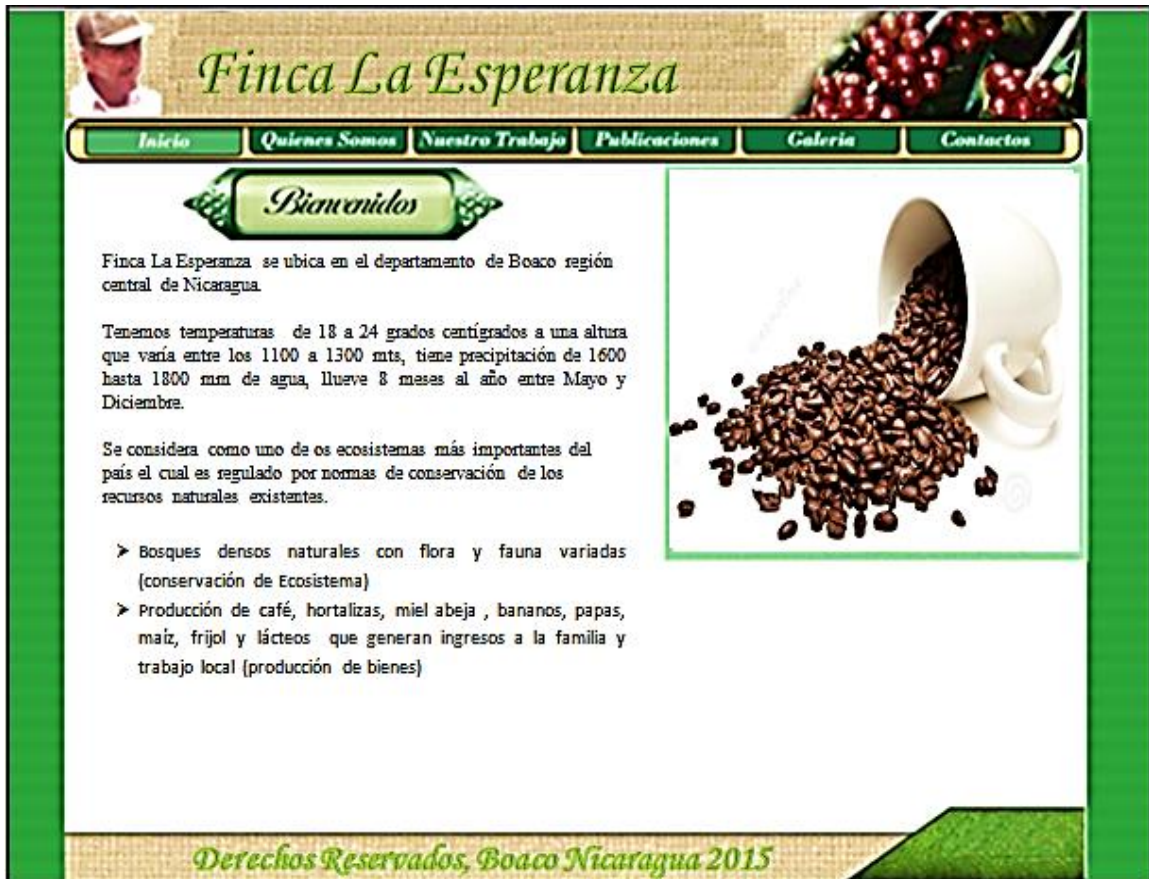 Finca La Esperanza
Inicio Quienes Somos Nuestro Trabajo Publicaciones Galeria Contactos
Bienvenidos
Finca La Esperanza se ubica en el departamento de Boaco región
central de Nicaragua
Tenemos temperaturas de 18 a 24 grados centígrados a una altura
que varía entre los 1100 a 1300 mts, tiene precipitación de 1600
hasta 1800 mm de agua, llueve 8 meses al año entre Mayo y
Diciembre.
Se considera como uno de os ecosistemas más importantes del
país el cual es regulado por normas de conservación de los
recursos naturales existentes.
➤ Bosques densos naturales con flora y fauna variadas
(conservación de Ecosistema)
➤ Producción de café, hortalizas, miel abeja , bananos, papas,
maíz, frijol y lácteos que generan ingresos a la familia y
trabajo local (producción de bienes)
Derechos Reservados, Boaco Nicaragua 2015